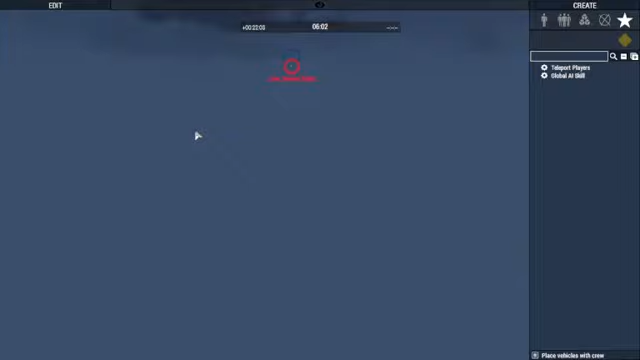 EDIT
CREATE
+00:22:03
06:02
--:--
Teleport Players
Global AI Skill
Place vehicles with crew